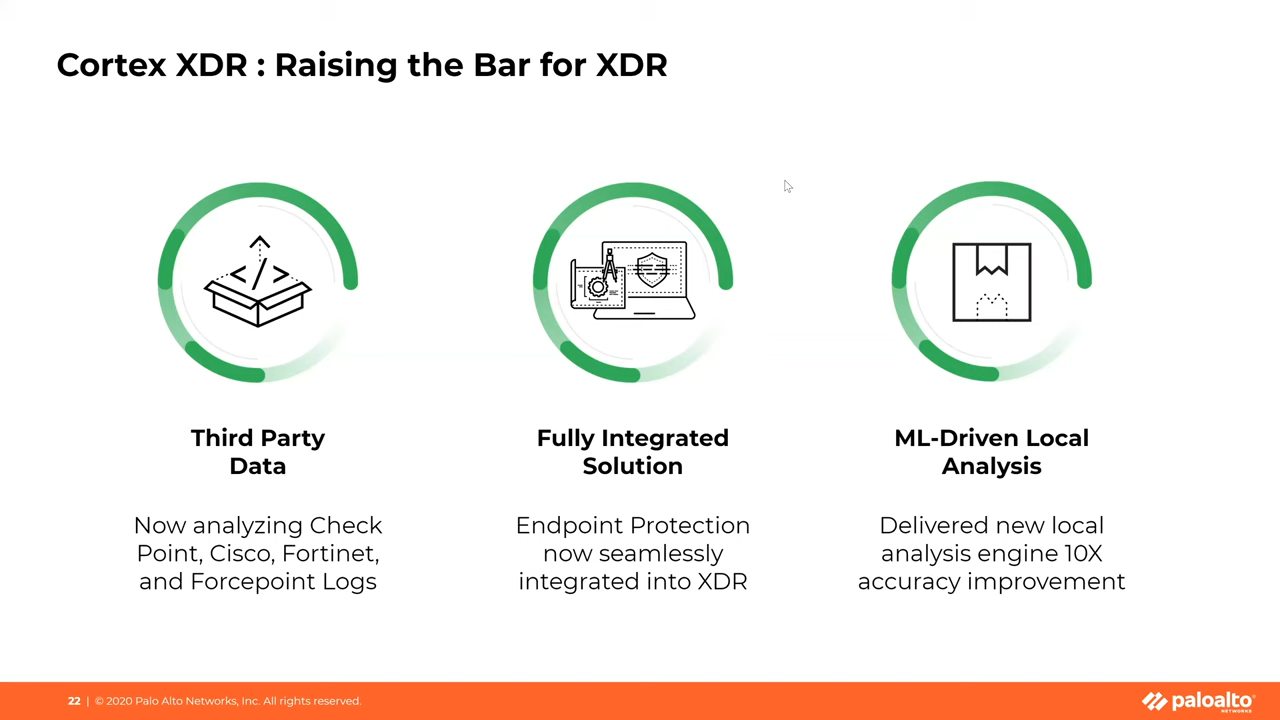 Cortex XDR : Raising the Bar for XDR
Third Party
Data
Now analyzing Check
Point, Cisco, Fortinet,
and Forcepoint Logs
Fully Integrated
Solution
Endpoint Protection
now seamlessly
integrated into XDR
ML-Driven Local
Analysis
Delivered new local
analysis engine 10X
accuracy improvement
22 | © 2020 Palo Alto Networks, Inc. All rights reserved.
paloalto
NETWORKS